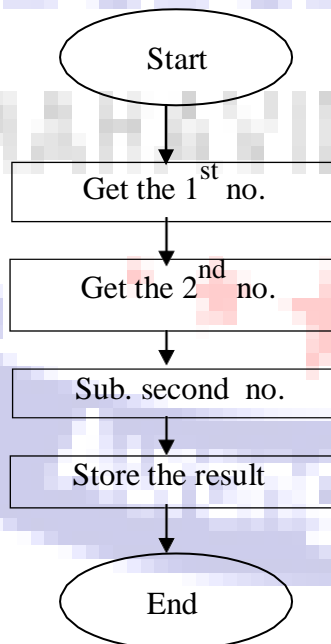 Start
Get the 1st no.
Get the 2nd no.
Sub. second no.
Store the result
End